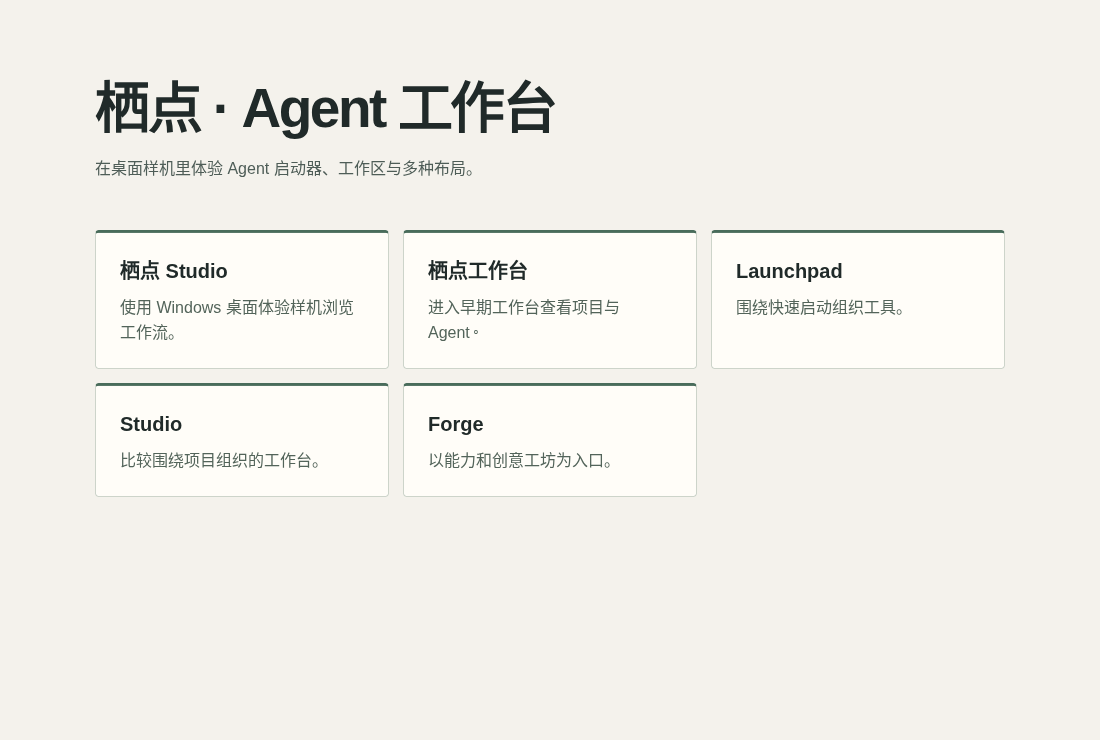 栖点 · Agent 工作台
在桌面样机里体验 Agent 启动器、工作区与多种布局。
栖点 Studio
使用 Windows 桌面体验样机浏览
工作流。
栖点工作台
进入早期工作台查看项目与
Agent。
Launchpad
围绕快速启动组织工具。
Studio
比较围绕项目组织的工作台。
Forge
以能力和创意工坊为入口。